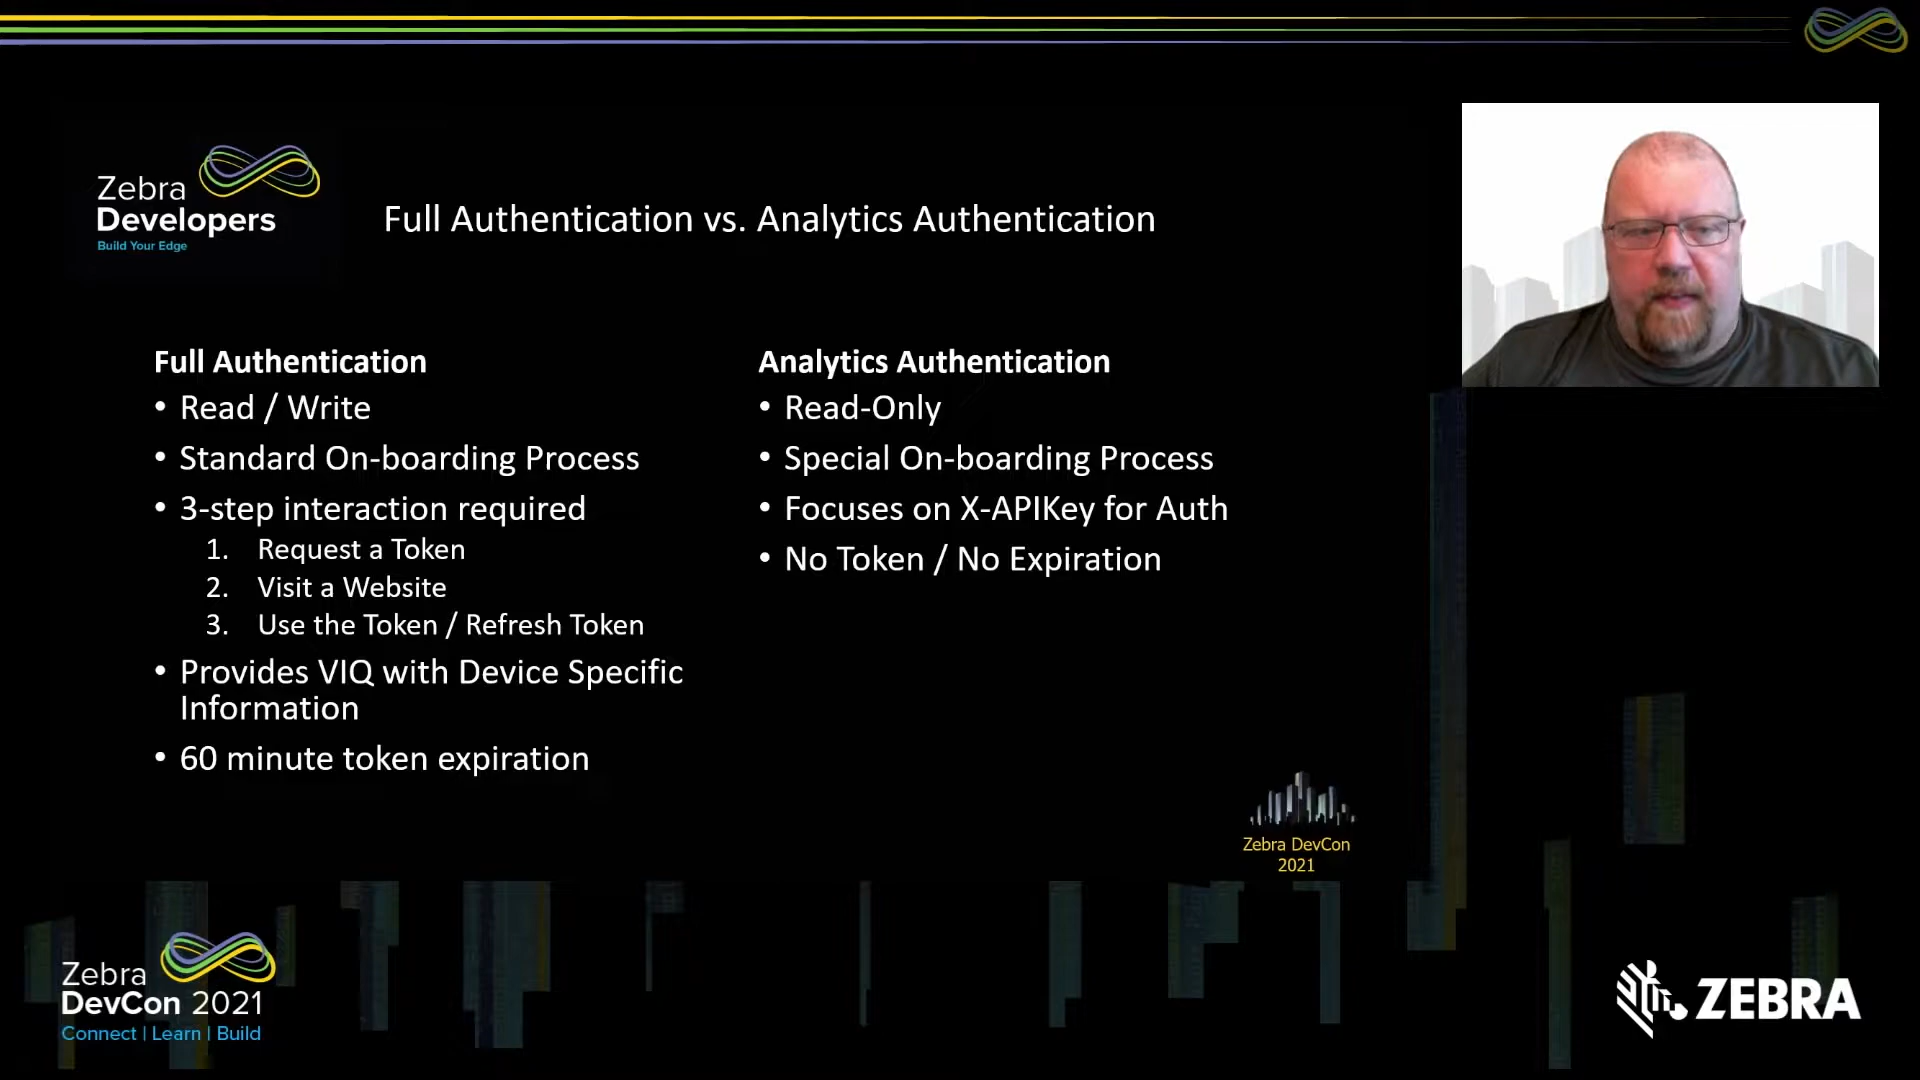 Zebra
Developers
Build Your Edge
Full Authentication vs. Analytics Authentication
Full Authentication
• Read / Write
• Standard On-boarding Process
• 3-step interaction required
1. Request a Token
2. Visit a Website
3. Use the Token / Refresh Token
• Provides VIQ with Device Specific
Information
• 60 minute token expiration
Analytics Authentication
• Read-Only
• Special On-boarding Process
• Focuses on X-APIKey for Auth
• No Token / No Expiration
Zebra DevCon
2021
Zebra
DevCon 2021
Connect | Learn | Build
ZEBRA